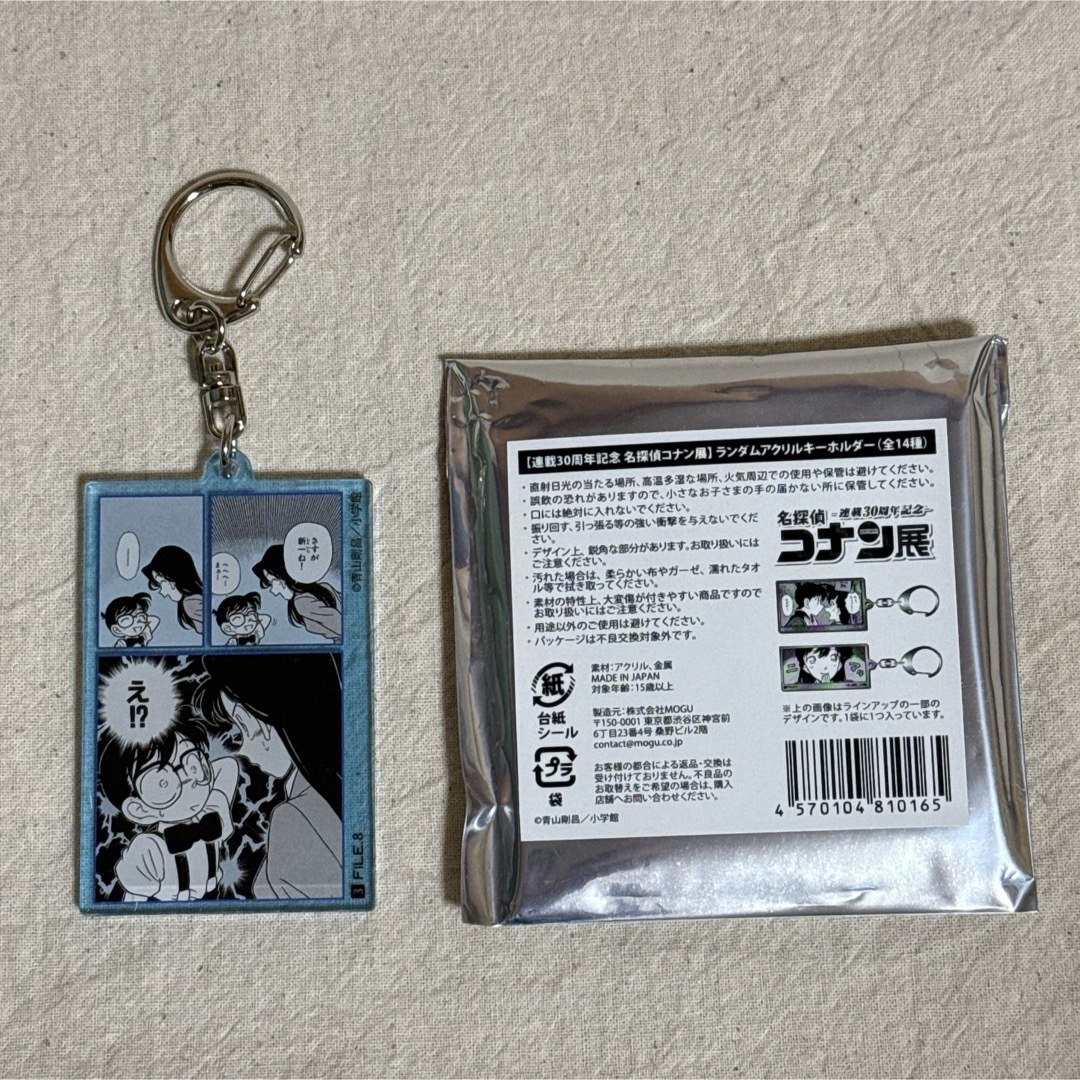 さすが
新一ね！
へへへー
まぁー
え!?
©青山剛昌／小学館
3 FILE.8
【連載30周年記念 名探偵コナン展】ランダムアクリルキーホルダー（全14種）
・直射日光の当たる場所、高温多湿な場所、火気周辺での使用や保管は避けてください。
・誤飲の恐れがありますので、小さなお子さまの手の届かない所に保管してください。
・口には絶対に入れないでください。
・振り回す、引っ張る等の強い衝撃を与えないでくだ
さい。
・デザイン上、鋭角な部分があります。お取り扱いには
ご注意ください。
・汚れた場合は、柔らかい布やガーゼ、濡れたタオ
ル等で拭き取ってください。
・素材の特性上、大変傷が付きやすい商品ですので
お取り扱いにはご注意ください。
・用途以外のご使用は避けてください。
・パッケージは不良交換対象外です。
名探偵 連載30周年記念
コナン展
紙
台紙
シール
プラ
袋
素材：アクリル、金属
MADE IN JAPAN
対象年齢：15歳以上
製造元：株式会社MOGU
〒150-0001 東京都渋谷区神宮前
6丁目23番4号 桑野ビル2階
contact@mogu.co.jp
お客様の都合による返品・交換は
受け付けておりません。不良品の
お取替えをご希望の場合は、購入
店舗へお問い合わせください。
©青山剛昌／小学館
※上の画像はラインアップの一部の
デザインです。1袋に1つ入っています。
4 570104 810165